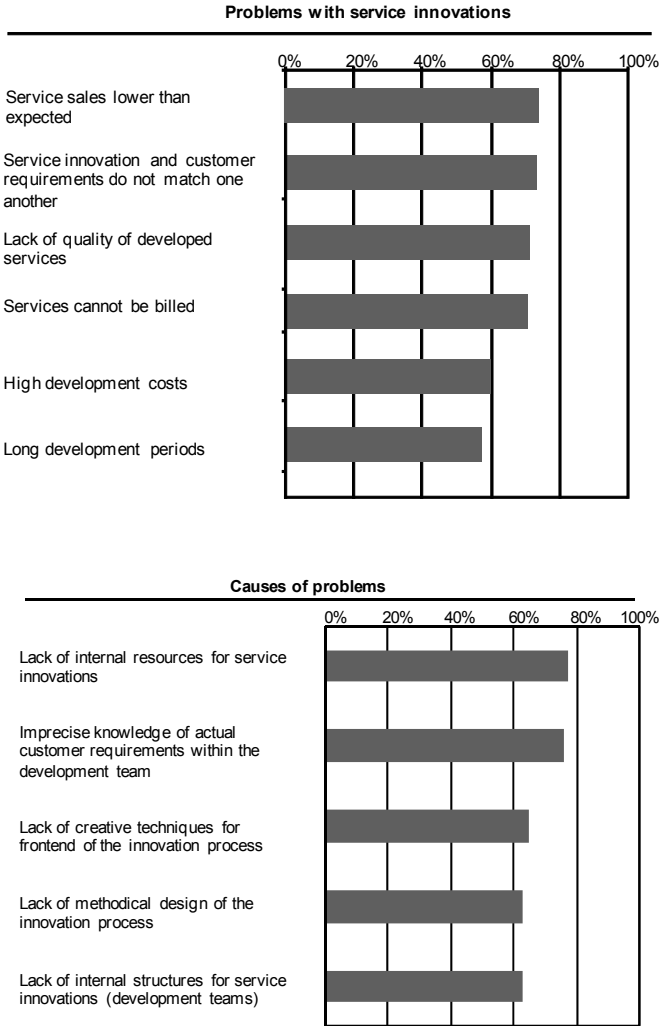 Problems with service innovations
0% 20% 40% 60% 80% 100%
Service sales lower than
expected
Service innovation and customer
requirements do not match one
another
Lack of quality of developed
services
Services cannot be billed
High development costs
Long development periods
Causes of problems
0% 20% 40% 60% 80% 100%
Lack of internal resources for service
innovations
Imprecise knowledge of actual
customer requirements within the
development team
Lack of creative techniques for
frontend of the innovation process
Lack of methodical design of the
innovation process
Lack of internal structures for service
innovations (development teams)